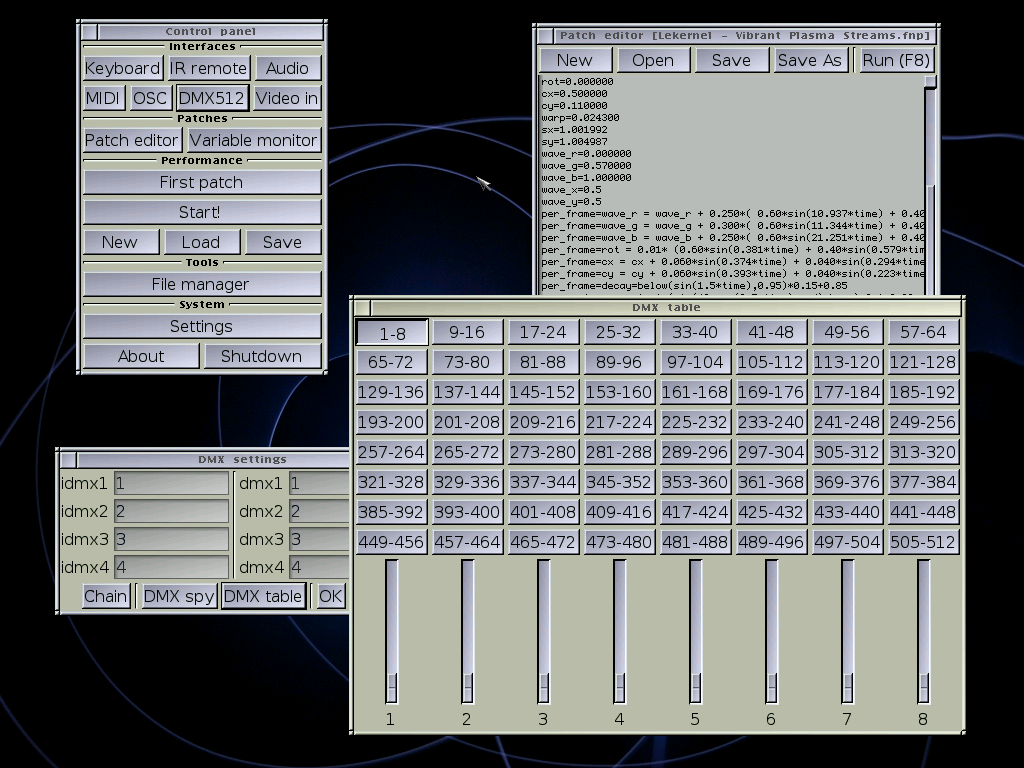 Control panel
Interfaces
Keyboard IR remote Audio
MIDI OSC DMX512 Video in
Patches
Patch editor Variable monitor
Performance
First patch
Start!
New Load Save
Tools
File manager
System
Settings
About Shutdown
Patch editor [Lekernel - Vibrant Plasma Streams.fnp]
New Open Save Save As Run (F8)
rot=0.000000
cx=0.500000
cy=0.110000
warp=0.024300
sx=1.001992
sy=1.004987
wave_r=0.000000
wave_g=0.570000
wave_b=1.000000
wave_x=0.5
wave_y=0.5
per_frame=wave_r = wave_r + 0.250*( 0.60*sin(10.937*time) + 0.40
per_frame=wave_g = wave_g + 0.300*( 0.60*sin(11.344*time) + 0.40
per_frame=wave_b = wave_b + 0.250*( 0.60*sin(21.251*time) + 0.40
per_frame=rot = 0.01* (0.60*sin(0.381*time) + 0.40*sin(0.579*tim
per_frame=cx = cx + 0.060*sin(0.374*time) + 0.040*sin(0.294*time
per_frame=cy = cy + 0.060*sin(0.393*time) + 0.040*sin(0.223*time
per_frame=decay=below(sin(1.5*time),0.95)*0.15+0.85
DMX settings
idmx1 1 dmx1 1
idmx2 2 dmx2 2
idmx3 3 dmx3 3
idmx4 4 dmx4 4
Chain DMX spy DMX table OK
DMX table
1-8 9-16 17-24 25-32 33-40 41-48 49-56 57-64
65-72 73-80 81-88 89-96 97-104 105-112 113-120 121-128
129-136 137-144 145-152 153-160 161-168 169-176 177-184 185-192
193-200 201-208 209-216 217-224 225-232 233-240 241-248 249-256
257-264 265-272 273-280 281-288 289-296 297-304 305-312 313-320
321-328 329-336 337-344 345-352 353-360 361-368 369-376 377-384
385-392 393-400 401-408 409-416 417-424 425-432 433-440 441-448
449-456 457-464 465-472 473-480 481-488 489-496 497-504 505-512
1 2 3 4 5 6 7 8